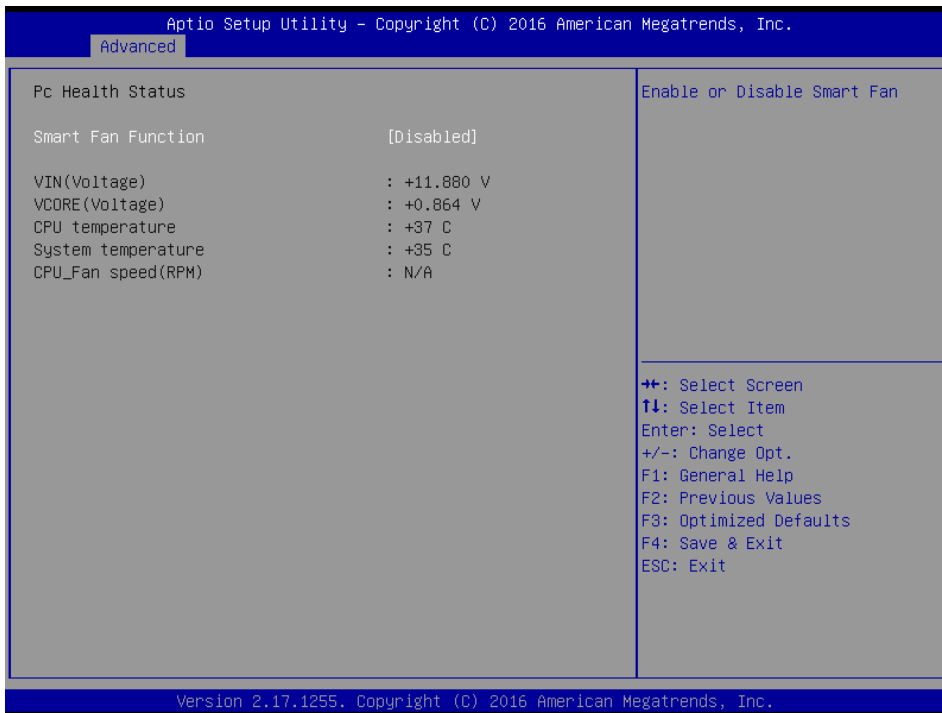 Aptio Setup Utility – Copyright (C) 2016 American Megatrends, Inc.
Advanced
Pc Health Status
Smart Fan Function [Disabled]
VIN(Voltage) : +11.880 V
VCORE(Voltage) : +0.864 V
CPU temperature : +37 C
System temperature : +35 C
CPU_Fan speed(RPM) : N/A
Enable or Disable Smart Fan
→←: Select Screen
↑↓: Select Item
Enter: Select
+/-: Change Opt.
F1: General Help
F2: Previous Values
F3: Optimized Defaults
F4: Save & Exit
ESC: Exit
Version 2.17.1255. Copyright (C) 2016 American Megatrends, Inc.